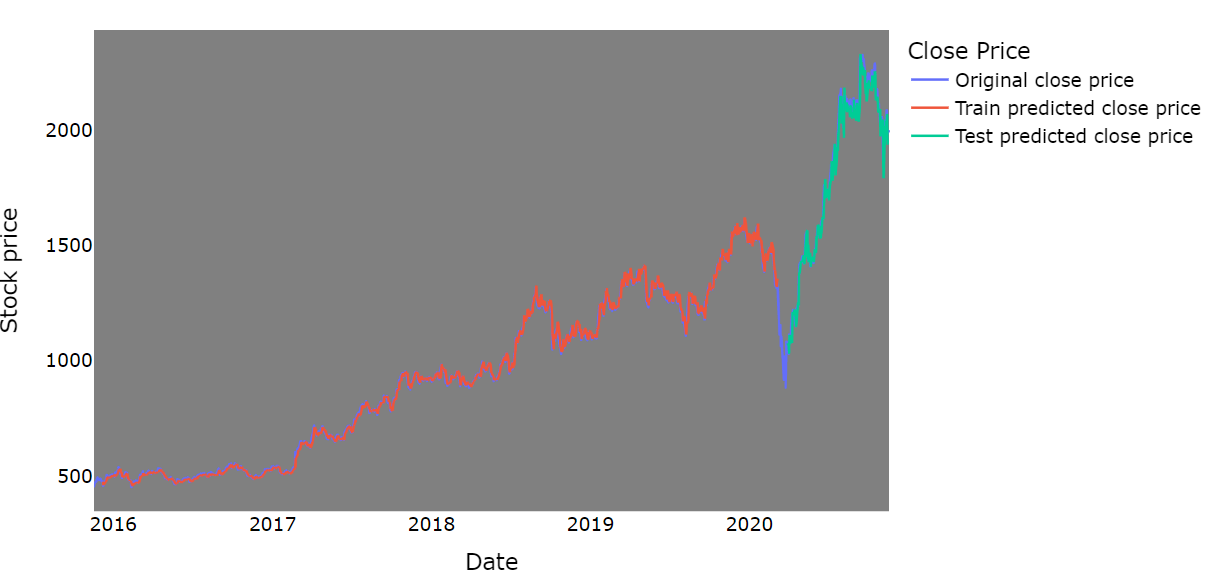 Close Price
Original close price
Train predicted close price
Test predicted close price
2000
1500
1000
500
Stock price
2016
2017
2018
2019
2020
Date